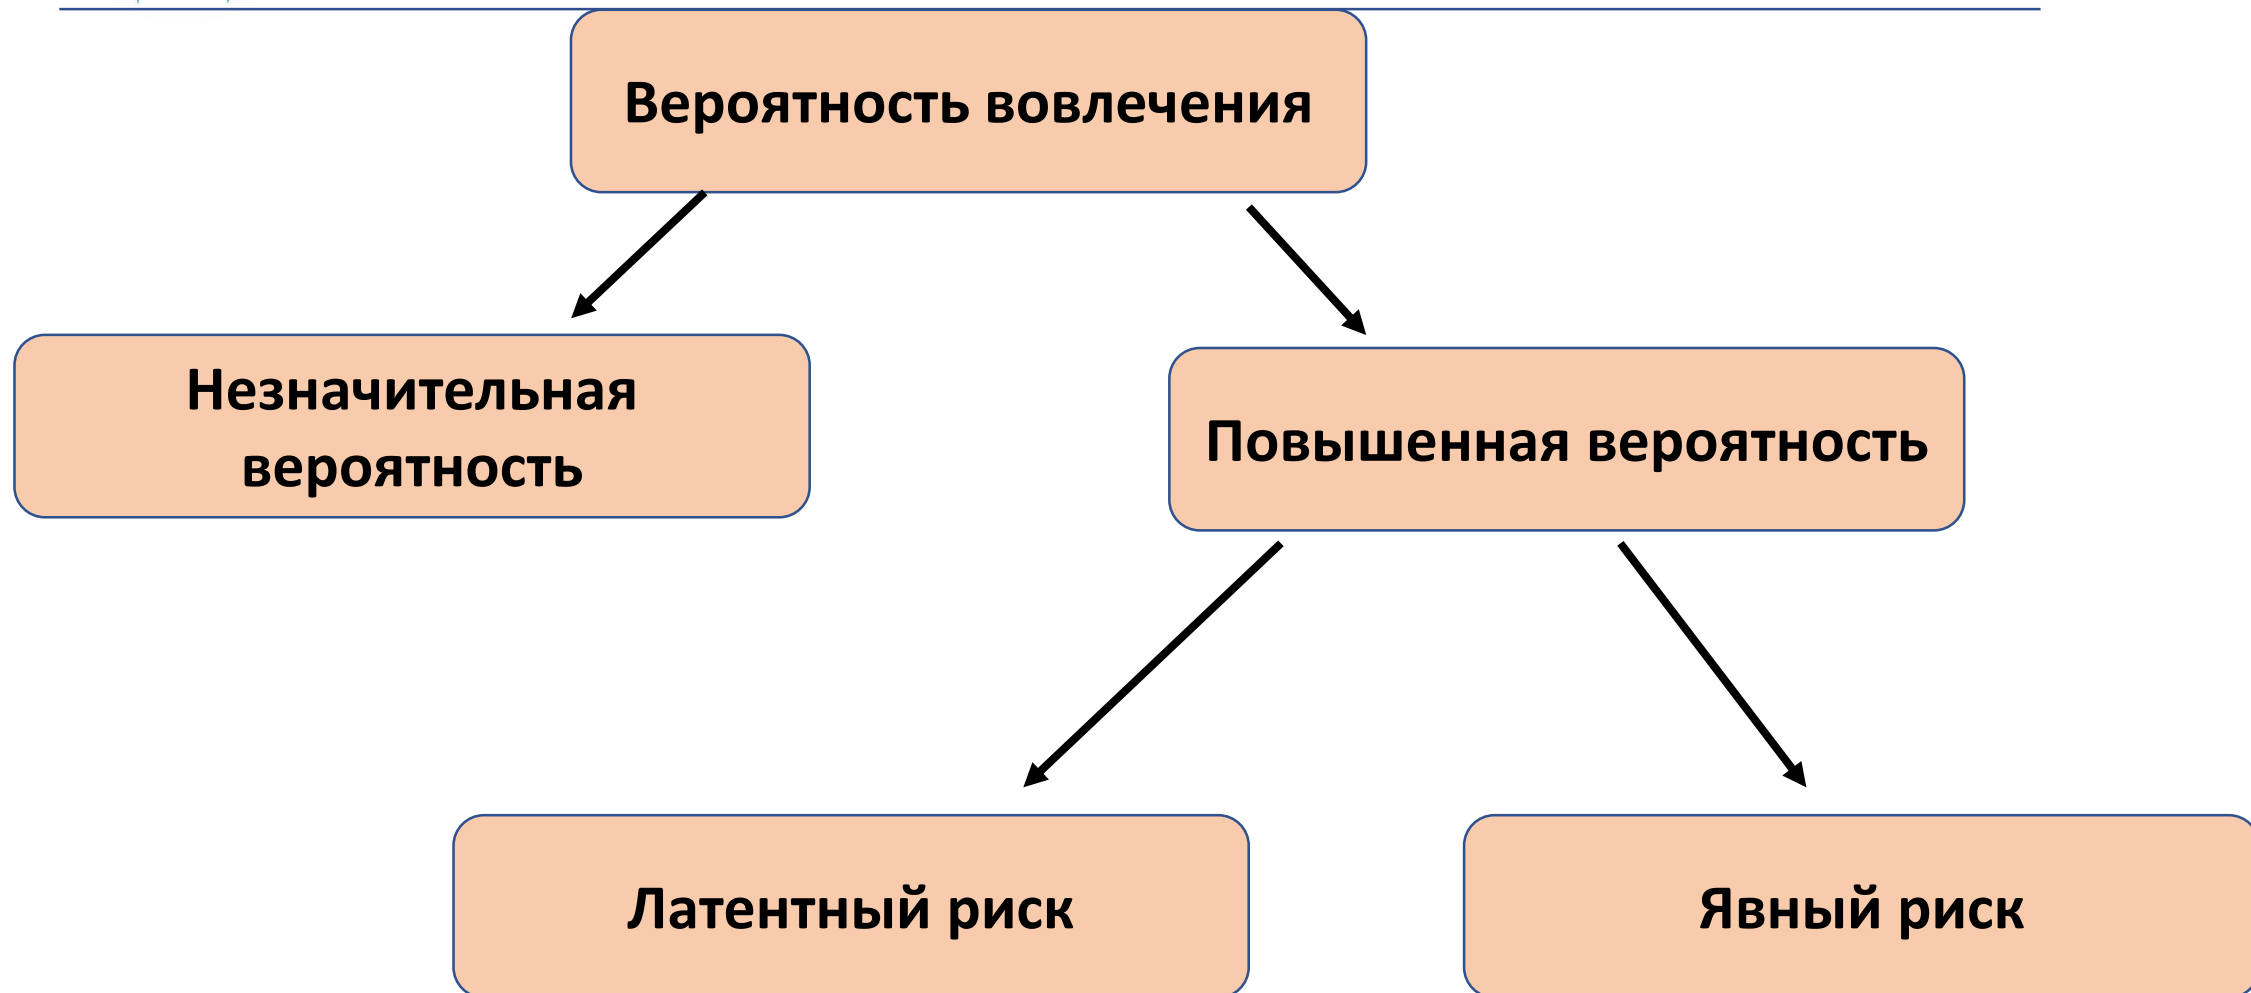 Вероятность вовлечения
Незначительная
вероятность
Повышенная вероятность
Латентный риск
Явный риск